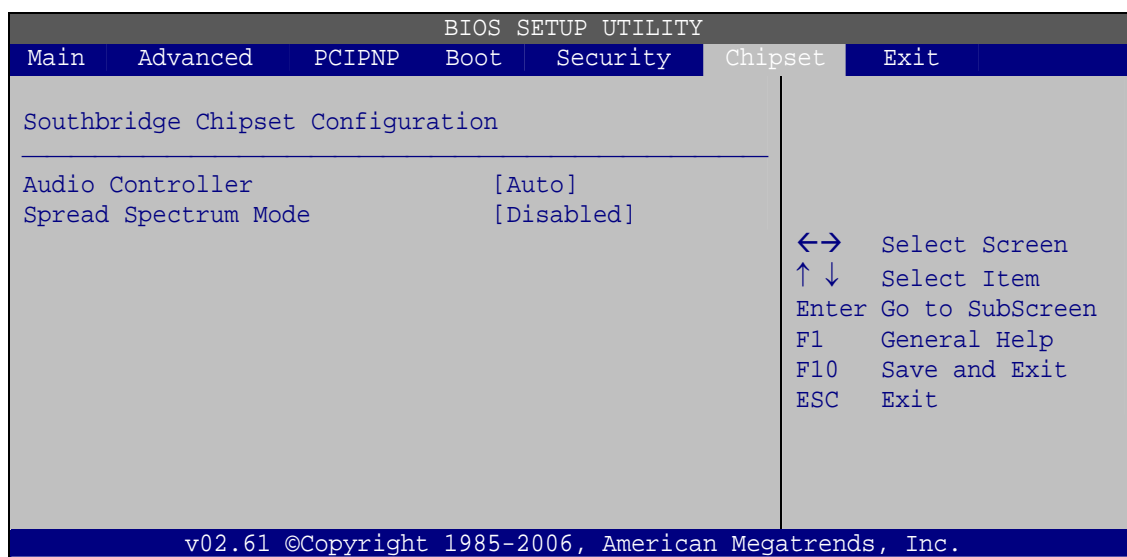 BIOS SETUP UTILITY
Main Advanced PCIPNP Boot Security Chipset Exit
Southbridge Chipset Configuration
Audio Controller [Auto]
Spread Spectrum Mode [Disabled]
←→ Select Screen
↑ ↓ Select Item
Enter Go to SubScreen
F1 General Help
F10 Save and Exit
ESC Exit
v02.61 ©Copyright 1985-2006, American Megatrends, Inc.